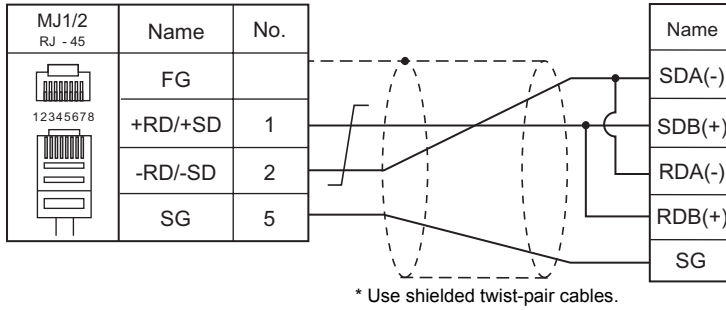 MJ1/2
RJ - 45
Name
No.
Name
FG
SDA(-)
12345678
+RD/+SD
1
SDB(+)
-RD/-SD
2
RDA(-)
SG
5
RDB(+)
SG
* Use shielded twist-pair cables.